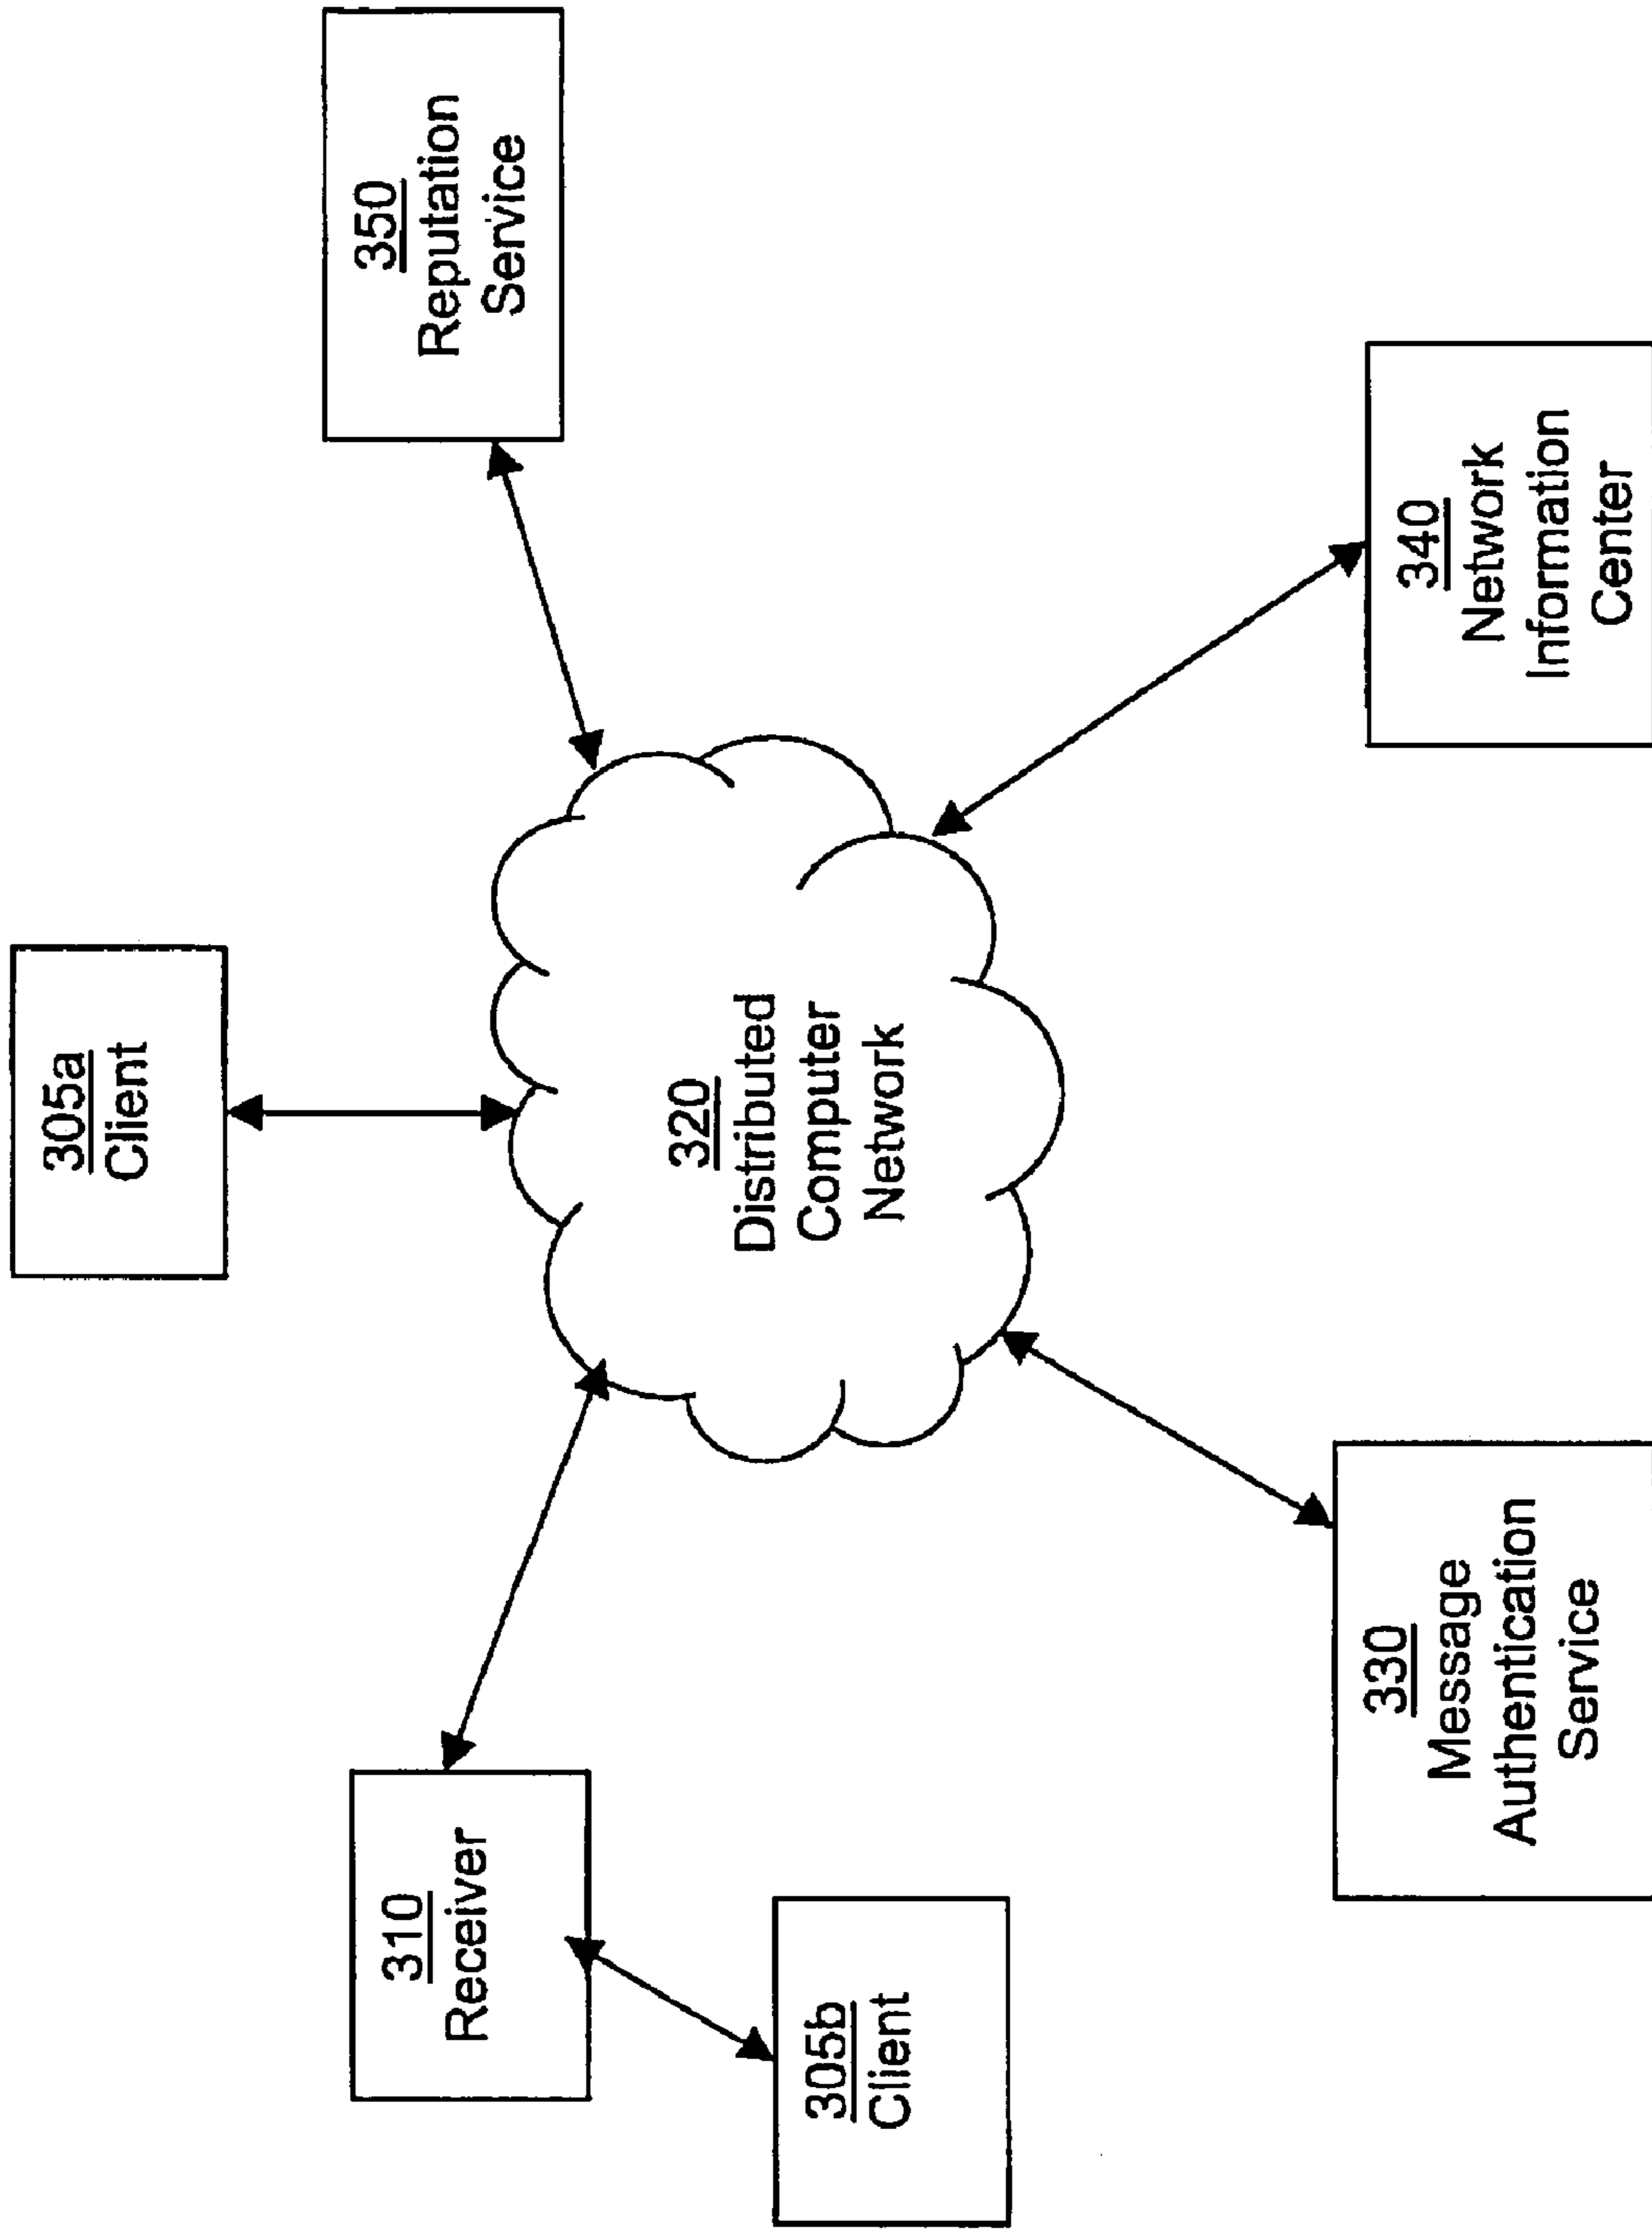 305a
Client
310
Receiver
350
Reputation
Service
320
Distributed
Computer
Network
305b
Client
330
Message
Authentication
Service
340
Network
Information
Center